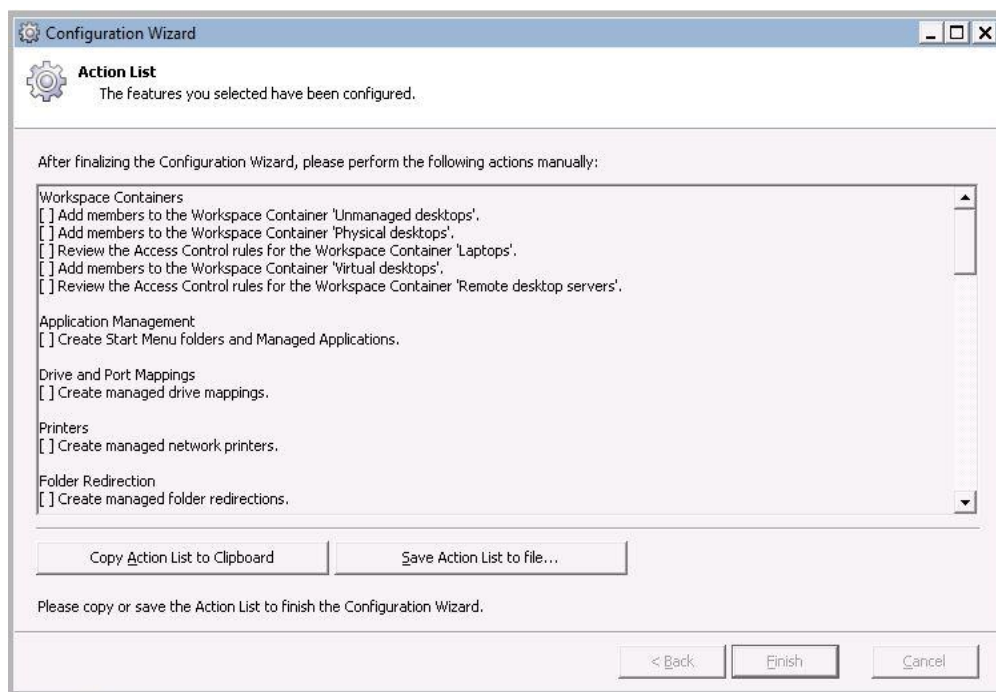 Configuration Wizard
Action List
The features you selected have been configured.
After finalizing the Configuration Wizard, please perform the following actions manually:
Workspace Containers
[ ] Add members to the Workspace Container 'Unmanaged desktops'.
[ ] Add members to the Workspace Container 'Physical desktops'.
[ ] Review the Access Control rules for the Workspace Container 'Laptops'.
[ ] Add members to the Workspace Container 'Virtual desktops'.
[ ] Review the Access Control rules for the Workspace Container 'Remote desktop servers'.
Application Management
[ ] Create Start Menu folders and Managed Applications.
Drive and Port Mappings
[ ] Create managed drive mappings.
Printers
[ ] Create managed network printers.
Folder Redirection
[ ] Create managed folder redirections.
Copy Action List to Clipboard
Save Action List to file...
Please copy or save the Action List to finish the Configuration Wizard.
< Back
Finish
Cancel